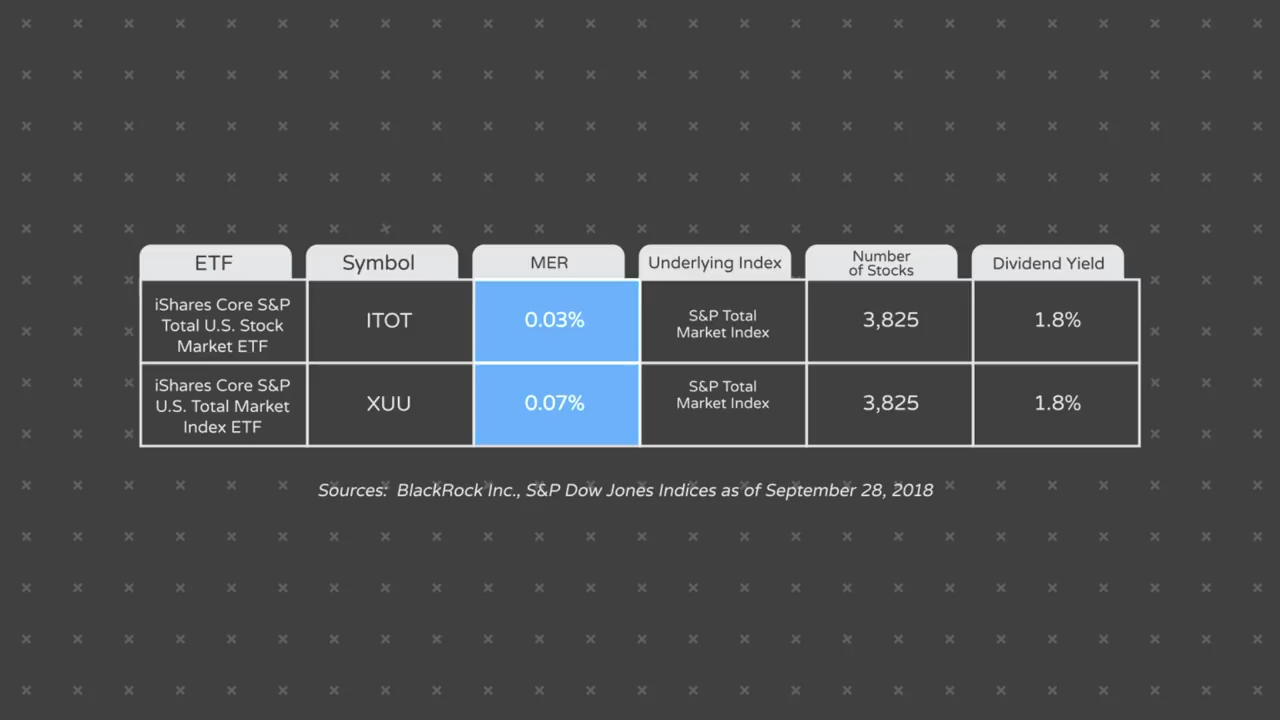 ETF
Symbol
MER
Underlying Index
Number
of Stocks
Dividend Yield
iShares Core S&P
Total U.S. Stock
Market ETF
ITOT
0.03%
S&P Total
Market Index
3,825
1.8%
iShares Core S&P
U.S. Total Market
Index ETF
XUU
0.07%
S&P Total
Market Index
3,825
1.8%
Sources: BlackRock Inc., S&P Dow Jones Indices as of September 28, 2018